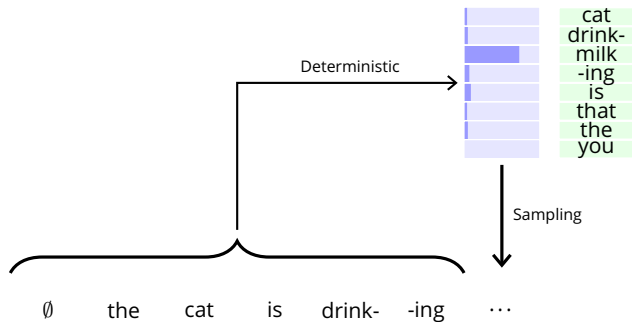 cat
drink-
milk
-ing
is
that
the
you
Deterministic
Sampling
∅ the cat is drink- -ing ···